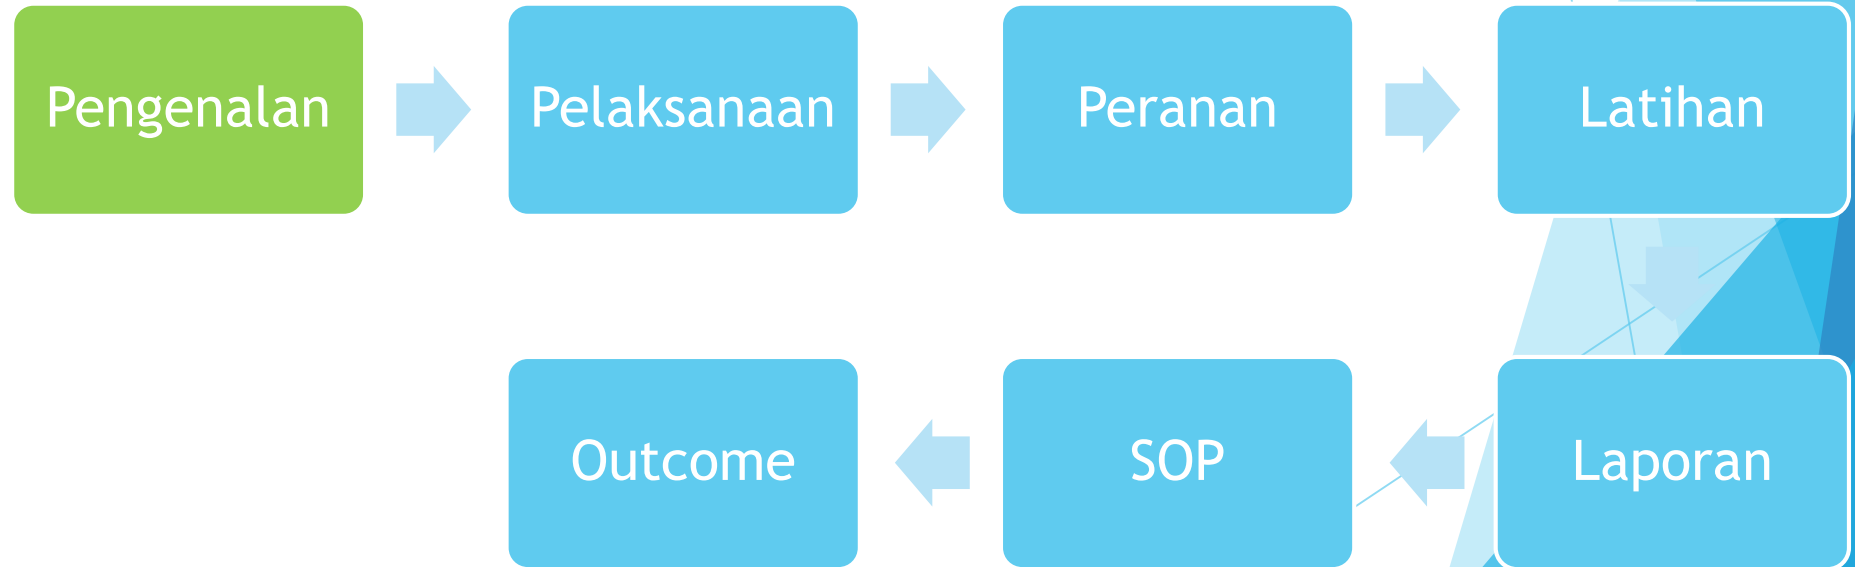 Pengenalan
Pelaksanaan
Peranan
Latihan
Laporan
SOP
Outcome